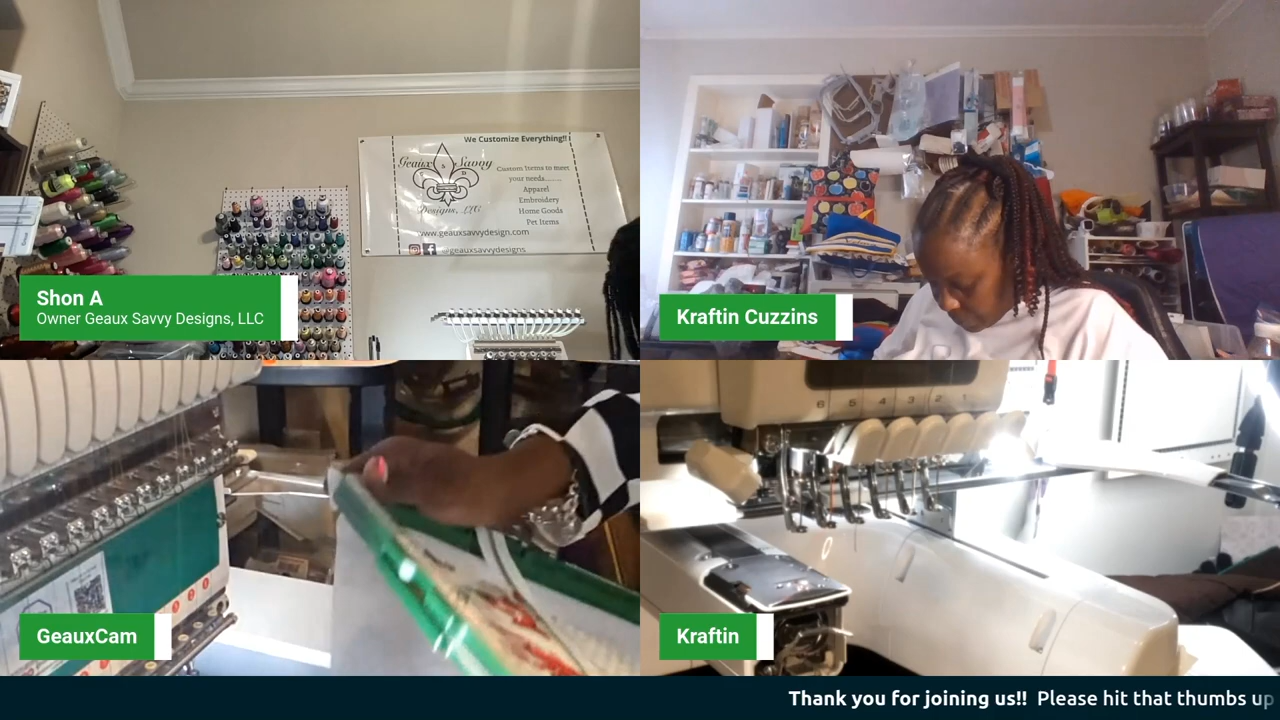 We Customize Everything!!
Geaux Savvy
S D
Designs, LLC
Custom Items to meet
your needs.........
Apparel
Embroidery
Home Goods
Pet Items
www.geauxsavvydesign.com
@geauxsavvydesigns
Shon A
Owner Geaux Savvy Designs, LLC
Kraftin Cuzzins
6 5 4 3 2 1
GeauxCam
Kraftin
Thank you for joining us!! Please hit that thumbs up